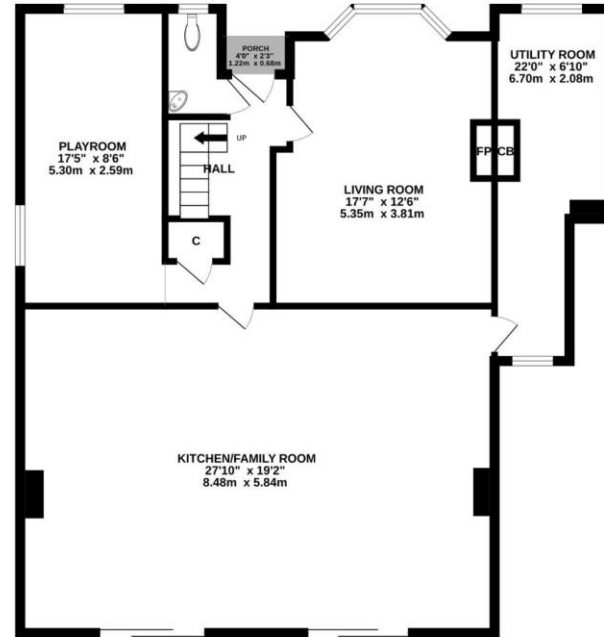 PORCH
4'0" x 2'3"
1.22m x 0.68m
UTILITY ROOM
22'0" x 6'10"
6.70m x 2.08m
PLAYROOM
17'5" x 8'6"
5.30m x 2.59m
UP
HALL
FP
CB
LIVING ROOM
17'7" x 12'6"
5.35m x 3.81m
C
KITCHEN/FAMILY ROOM
27'10" x 19'2"
8.48m x 5.84m